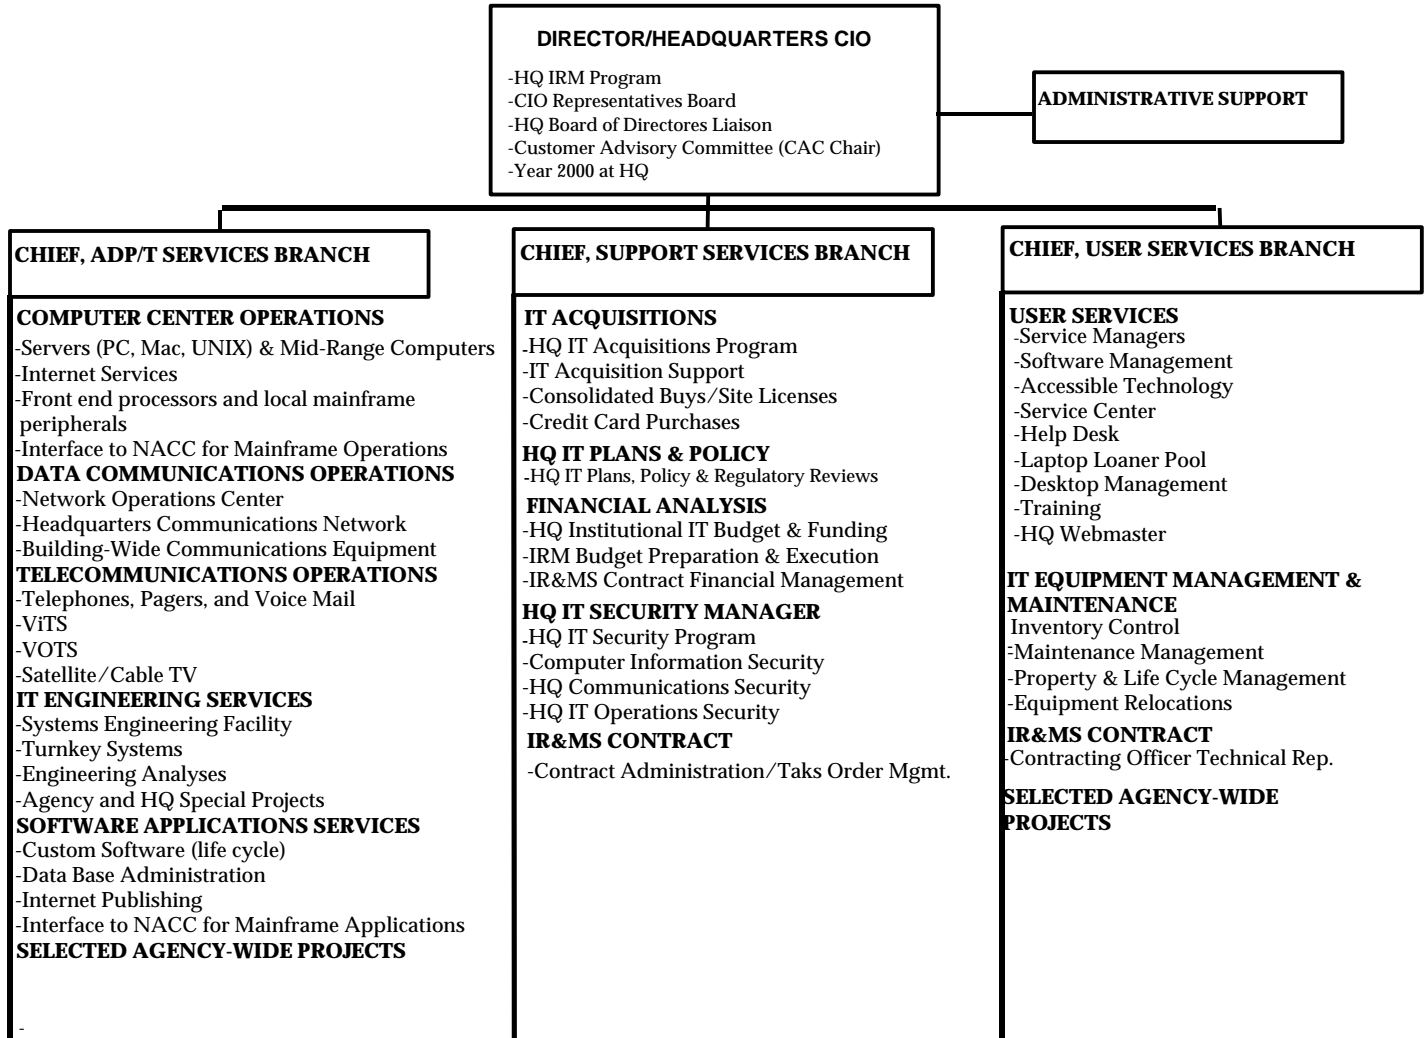 DIRECTOR/HEADQUARTERS CIO
-HQ IRM Program
-CIO Representatives Board
-HQ Board of Directores Liaison
-Customer Advisory Committee (CAC Chair)
-Year 2000 at HQ
ADMINISTRATIVE SUPPORT
CHIEF, ADP/T SERVICES BRANCH
COMPUTER CENTER OPERATIONS
-Servers (PC, Mac, UNIX) & Mid-Range Computers
-Internet Services
-Front end processors and local mainframe
peripherals
-Interface to NACC for Mainframe Operations
DATA COMMUNICATIONS OPERATIONS
-Network Operations Center
-Headquarters Communications Network
-Building-Wide Communications Equipment
TELECOMMUNICATIONS OPERATIONS
-Telephones, Pagers, and Voice Mail
-ViTS
-VOTS
-Satellite/Cable TV
IT ENGINEERING SERVICES
-Systems Engineering Facility
-Turnkey Systems
-Engineering Analyses
-Agency and HQ Special Projects
SOFTWARE APPLICATIONS SERVICES
-Custom Software (life cycle)
-Data Base Administration
-Internet Publishing
-Interface to NACC for Mainframe Applications
SELECTED AGENCY-WIDE PROJECTS
-
CHIEF, SUPPORT SERVICES BRANCH
IT ACQUISITIONS
-HQ IT Acquisitions Program
-IT Acquisition Support
-Consolidated Buys/Site Licenses
-Credit Card Purchases
HQ IT PLANS & POLICY
-HQ IT Plans, Policy & Regulatory Reviews
FINANCIAL ANALYSIS
-HQ Institutional IT Budget & Funding
-IRM Budget Preparation & Execution
-IR&MS Contract Financial Management
HQ IT SECURITY MANAGER
-HQ IT Security Program
-Computer Information Security
-HQ Communications Security
-HQ IT Operations Security
IR&MS CONTRACT
-Contract Administration/Taks Order Mgmt.
CHIEF, USER SERVICES BRANCH
USER SERVICES
-Service Managers
-Software Management
-Accessible Technology
-Service Center
-Help Desk
-Laptop Loaner Pool
-Desktop Management
-Training
-HQ Webmaster
IT EQUIPMENT MANAGEMENT &
MAINTENANCE
Inventory Control
-Maintenance Management
-Property & Life Cycle Management
-Equipment Relocations
IR&MS CONTRACT
-Contracting Officer Technical Rep.
SELECTED AGENCY-WIDE
PROJECTS